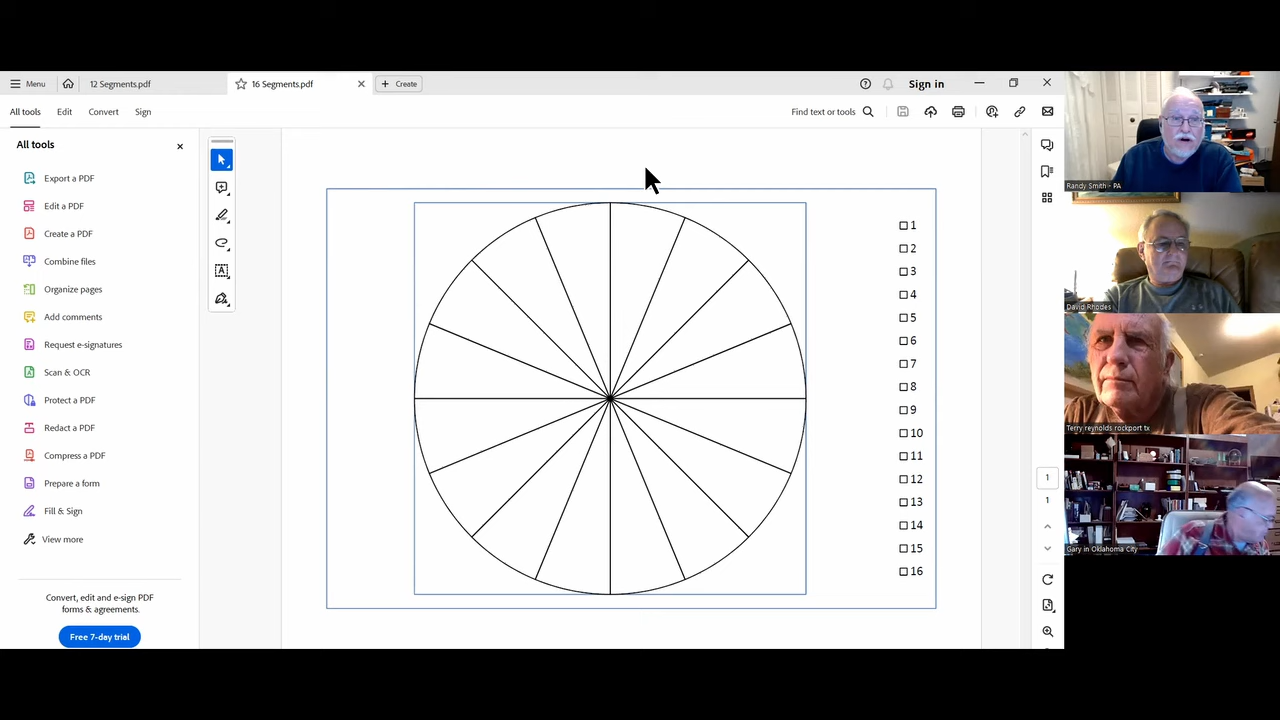 Menu
12 Segments.pdf
16 Segments.pdf
Create
Sign in
All tools
Edit
Convert
Sign
Find text or tools
All tools
Export a PDF
Edit a PDF
Create a PDF
Combine files
Organize pages
Add comments
Request e-signatures
Scan & OCR
Protect a PDF
Redact a PDF
Compress a PDF
Prepare a form
Fill & Sign
View more
Convert, edit and e-sign PDF
forms & agreements.
Free 7-day trial
1
2
3
4
5
6
7
8
9
10
11
12
13
14
15
16
1
1
Randy Smith - PA
David Rhodes
Terry reynolds rockport tx
Gary in Oklahoma City